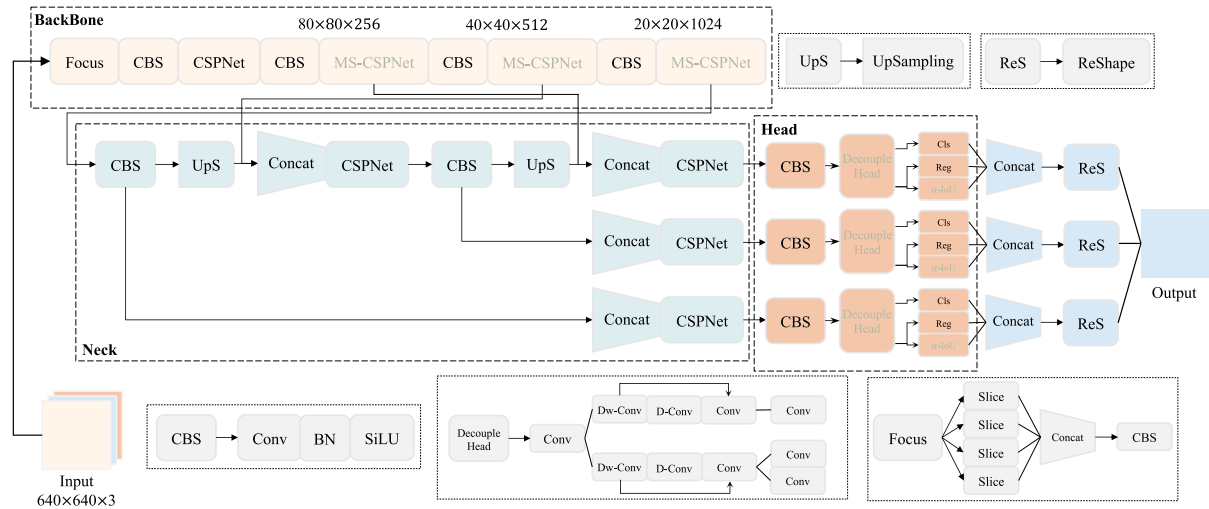 BackBone
80×80×256 40×40×512 20×20×1024
Focus CBS CSPNet CBS MS-CSPNet CBS MS-CSPNet CBS MS-CSPNet
UpS UpSampling
ReS ReShape
Head
CBS UpS Concat CSPNet CBS UpS Concat CSPNet CBS Decouple Head Cls Reg α-IoU Concat ReS
Concat CSPNet CBS Decouple Head Cls Reg α-IoU Concat ReS
Output
Concat CSPNet CBS Decouple Head Cls Reg α-IoU Concat ReS
Neck
Input
640×640×3
CBS Conv BN SiLU
Decouple
Head
Conv
Dw-Conv D-Conv Conv Conv
Dw-Conv D-Conv Conv Conv
Conv
Focus
Slice
Slice
Slice
Slice
Concat CBS